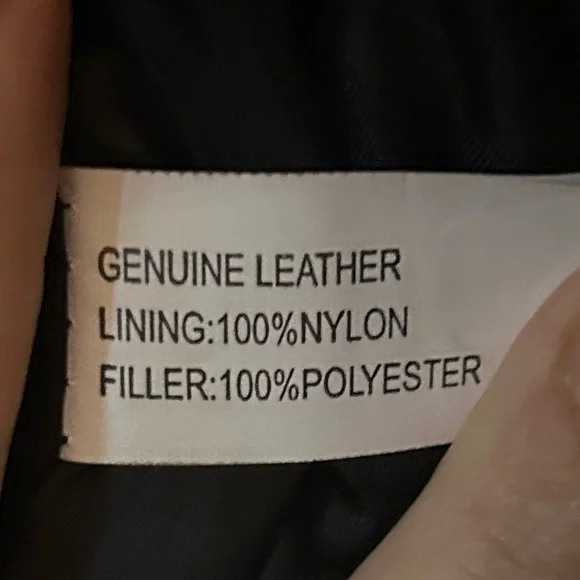 GENUINE LEATHER
LINING:100%NYLON
FILLER:100%POLYESTER